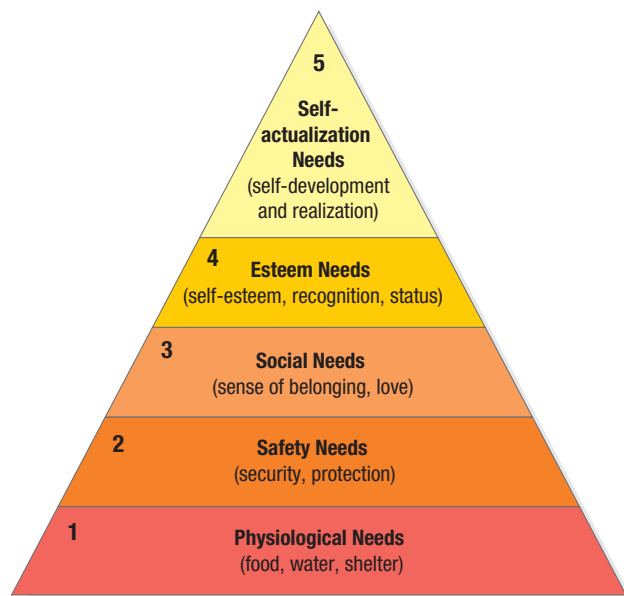 5
Self-
actualization
Needs
(self-development
and realization)
4
Esteem Needs
(self-esteem, recognition, status)
3
Social Needs
(sense of belonging, love)
2
Safety Needs
(security, protection)
1
Physiological Needs
(food, water, shelter)